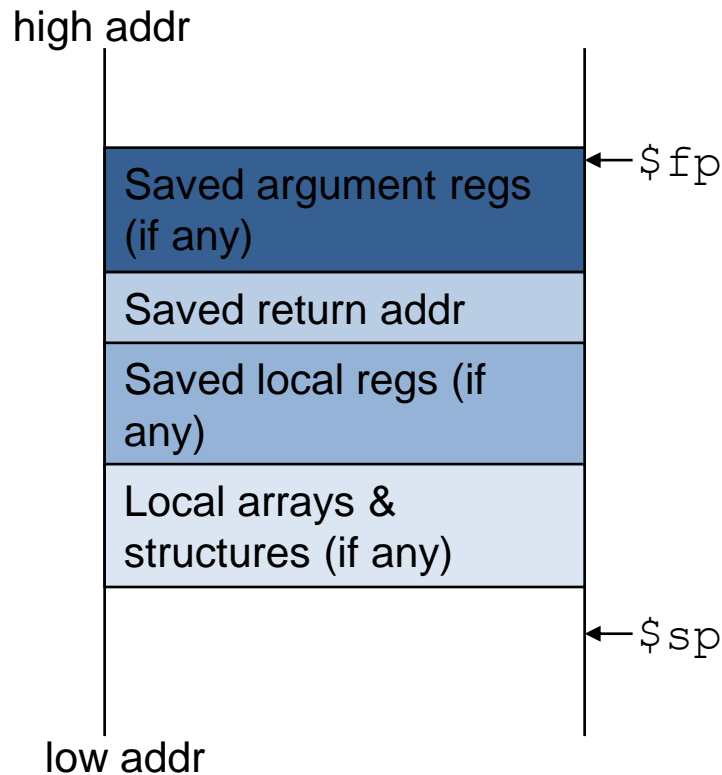 high addr
$fp
Saved argument regs
(if any)
Saved return addr
Saved local regs (if
any)
Local arrays &
structures (if any)
$sp
low addr